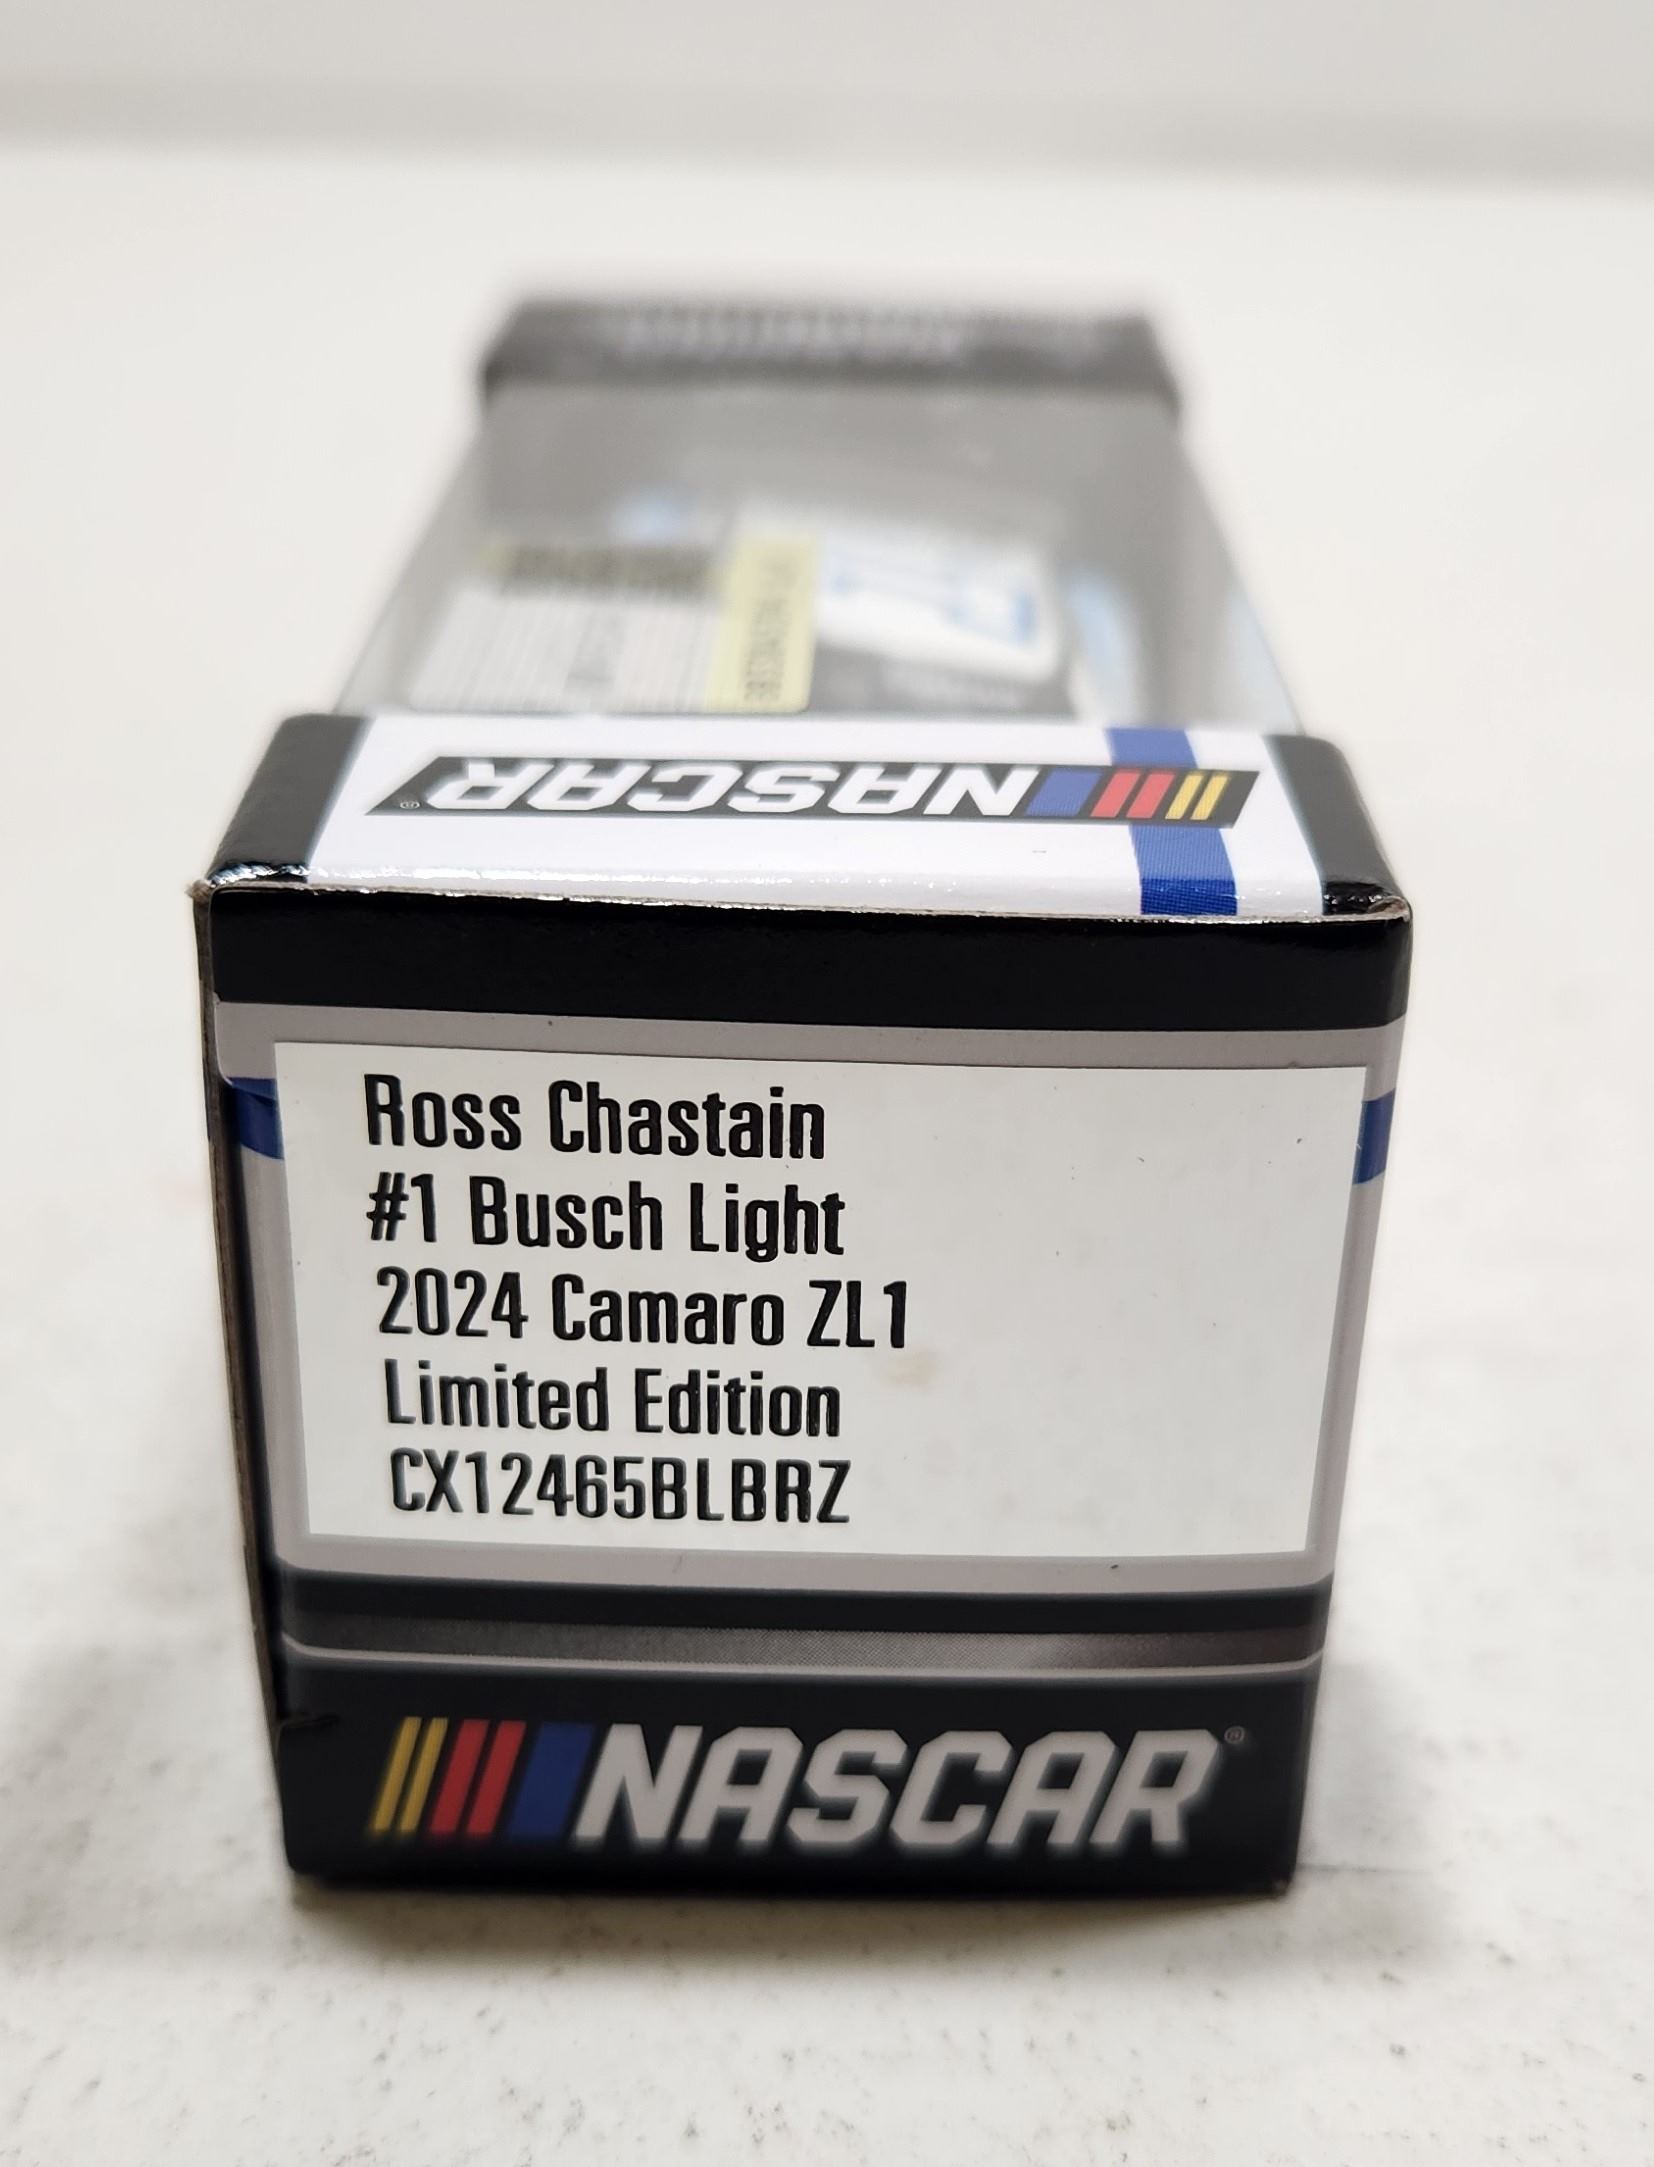 NASCAR
Ross Chastain
#1 Busch Light
2024 Camaro ZL1
Limited Edition
CX12465BLBRZ
NASCAR®